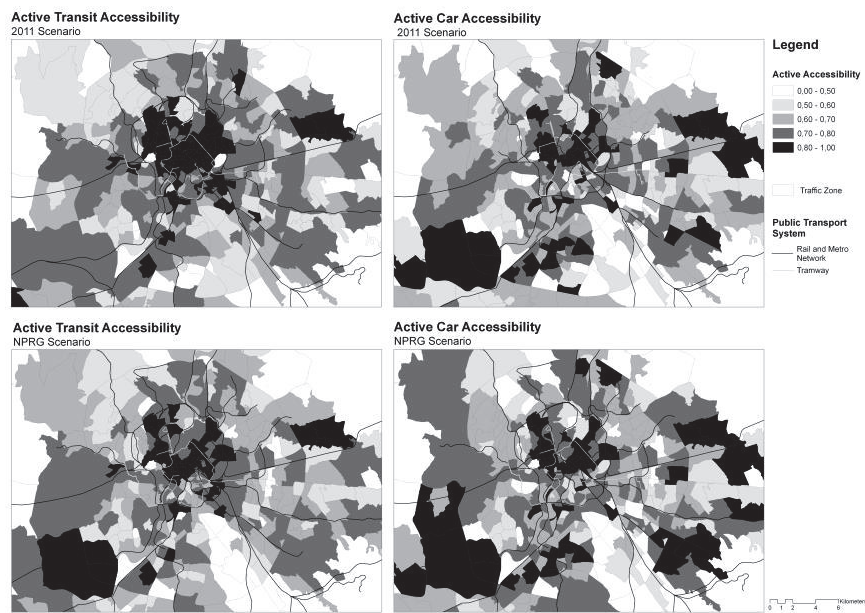 Active Transit Accessibility
2011 Scenario
Active Car Accessibility
2011 Scenario
Legend
Active Accessibility
0,00 - 0,50
0,50 - 0,60
0,60 - 0,70
0,70 - 0,80
0,80 - 1,00
Traffic Zone
Public Transport
System
Rail and Metro
Network
Tramway
Active Transit Accessibility
NPRG Scenario
Active Car Accessibility
NPRG Scenario
Kilometers
0 1 2 4 6